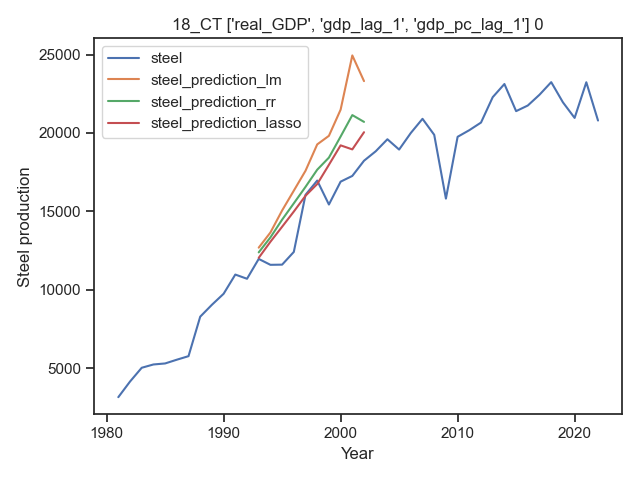 18_CT ['real_GDP', 'gdp_lag_1', 'gdp_pc_lag_1'] 0
steel
steel_prediction_lm
steel_prediction_rr
steel_prediction_lasso
25000
20000
15000
10000
5000
Steel production
1980 1990 2000 2010 2020
Year